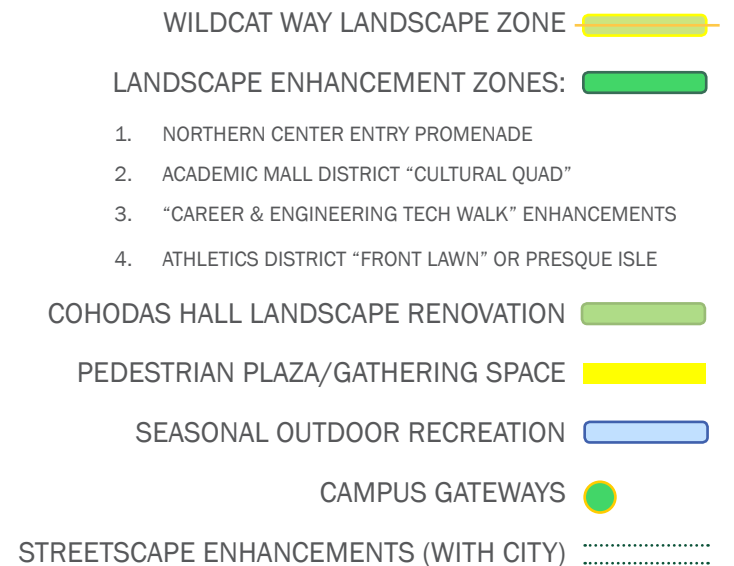 WILDCAT WAY LANDSCAPE ZONE
LANDSCAPE ENHANCEMENT ZONES:
1. NORTHERN CENTER ENTRY PROMENADE
2. ACADEMIC MALL DISTRICT “CULTURAL QUAD”
3. “CAREER & ENGINEERING TECH WALK” ENHANCEMENTS
4. ATHLETICS DISTRICT “FRONT LAWN” OR PRESQUE ISLE
COHODAS HALL LANDSCAPE RENOVATION
PEDESTRIAN PLAZA/GATHERING SPACE
SEASONAL OUTDOOR RECREATION
CAMPUS GATEWAYS
STREETSCAPE ENHANCEMENTS (WITH CITY)